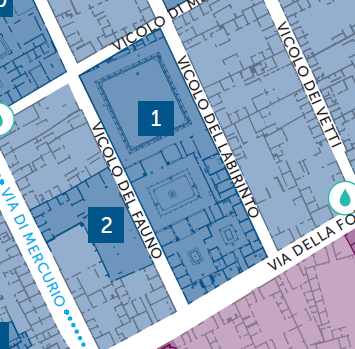 VICOLO DI M
VICOLO DEI VETTI
VICOLO DEL LABIRINTO
1
VICOLO DEL FAUNO
2
VIA DI MERCURIO
VIA DELLA FO